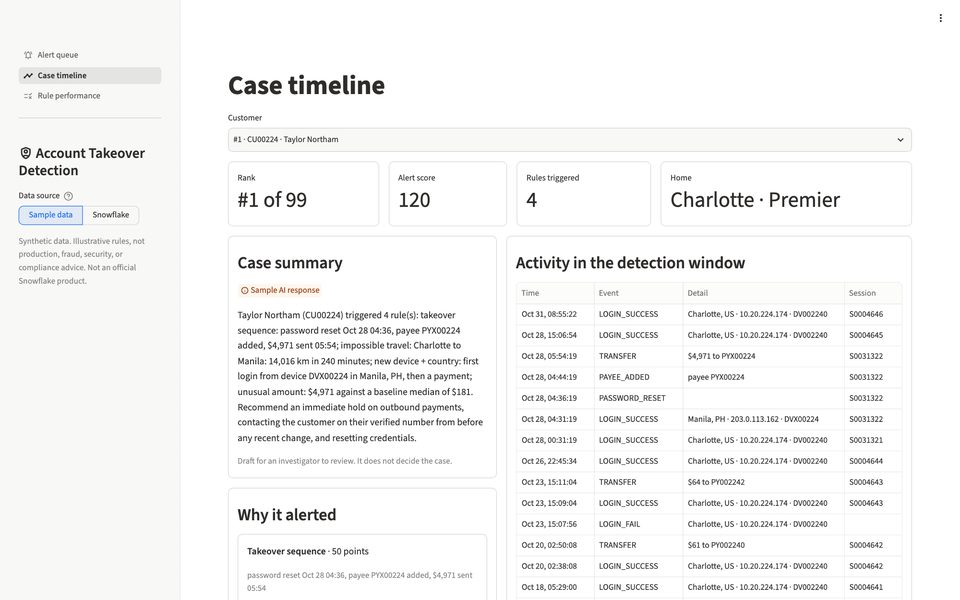 Alert queue
Case timeline
Rule performance
Account Takeover
Detection
Data source
Sample data
Snowflake
Synthetic data. Illustrative rules, not
production, fraud, security, or
compliance advice. Not an official
Snowflake product.
Case timeline
Customer
#1 · CU00224 · Taylor Northam
Rank
#1 of 99
Alert score
120
Rules triggered
4
Home
Charlotte · Premier
Case summary
Sample AI response
Taylor Northam (CU00224) triggered 4 rule(s): takeover
sequence: password reset Oct 28 04:36, payee PYX00224
added, $4,971 sent 05:54; impossible travel: Charlotte to
Manila: 14,016 km in 240 minutes; new device + country: first
login from device DVX00224 in Manila, PH, then a payment;
unusual amount: $4,971 against a baseline median of $181.
Recommend an immediate hold on outbound payments,
contacting the customer on their verified number from before
any recent change, and resetting credentials.
Draft for an investigator to review. It does not decide the case.
Why it alerted
Takeover sequence · 50 points
password reset Oct 28 04:36, payee PYX00224 added, $4,971 sent
05:54
Activity in the detection window
Time Event Detail Session
Oct 31, 08:55:22 LOGIN_SUCCESS Charlotte, US · 10.20.224.174 · DV002240 S0004646
Oct 28, 15:06:54 LOGIN_SUCCESS Charlotte, US · 10.20.224.174 · DV002240 S0004645
Oct 28, 05:54:19 TRANSFER $4,971 to PYX00224 S0031322
Oct 28, 04:44:19 PAYEE_ADDED payee PYX00224 S0031322
Oct 28, 04:36:19 PASSWORD_RESET S0031322
Oct 28, 04:31:19 LOGIN_SUCCESS Manila, PH · 203.0.113.162 · DVX00224 S0031322
Oct 28, 00:31:19 LOGIN_SUCCESS Charlotte, US · 10.20.224.174 · DV002240 S0031321
Oct 26, 22:45:34 LOGIN_SUCCESS Charlotte, US · 10.20.224.174 · DV002240 S0004644
Oct 23, 15:11:04 TRANSFER $64 to PY002242 S0004643
Oct 23, 15:09:04 LOGIN_SUCCESS Charlotte, US · 10.20.224.174 · DV002240 S0004643
Oct 23, 15:07:56 LOGIN_FAIL Charlotte, US · 10.20.224.174 · DV002240
Oct 20, 02:50:08 TRANSFER $61 to PY002240 S0004642
Oct 20, 02:38:08 LOGIN_SUCCESS Charlotte, US · 10.20.224.174 · DV002240 S0004642
Oct 18, 05:29:00 LOGIN_SUCCESS Charlotte, US · 10.20.224.174 · DV002240 S0004641